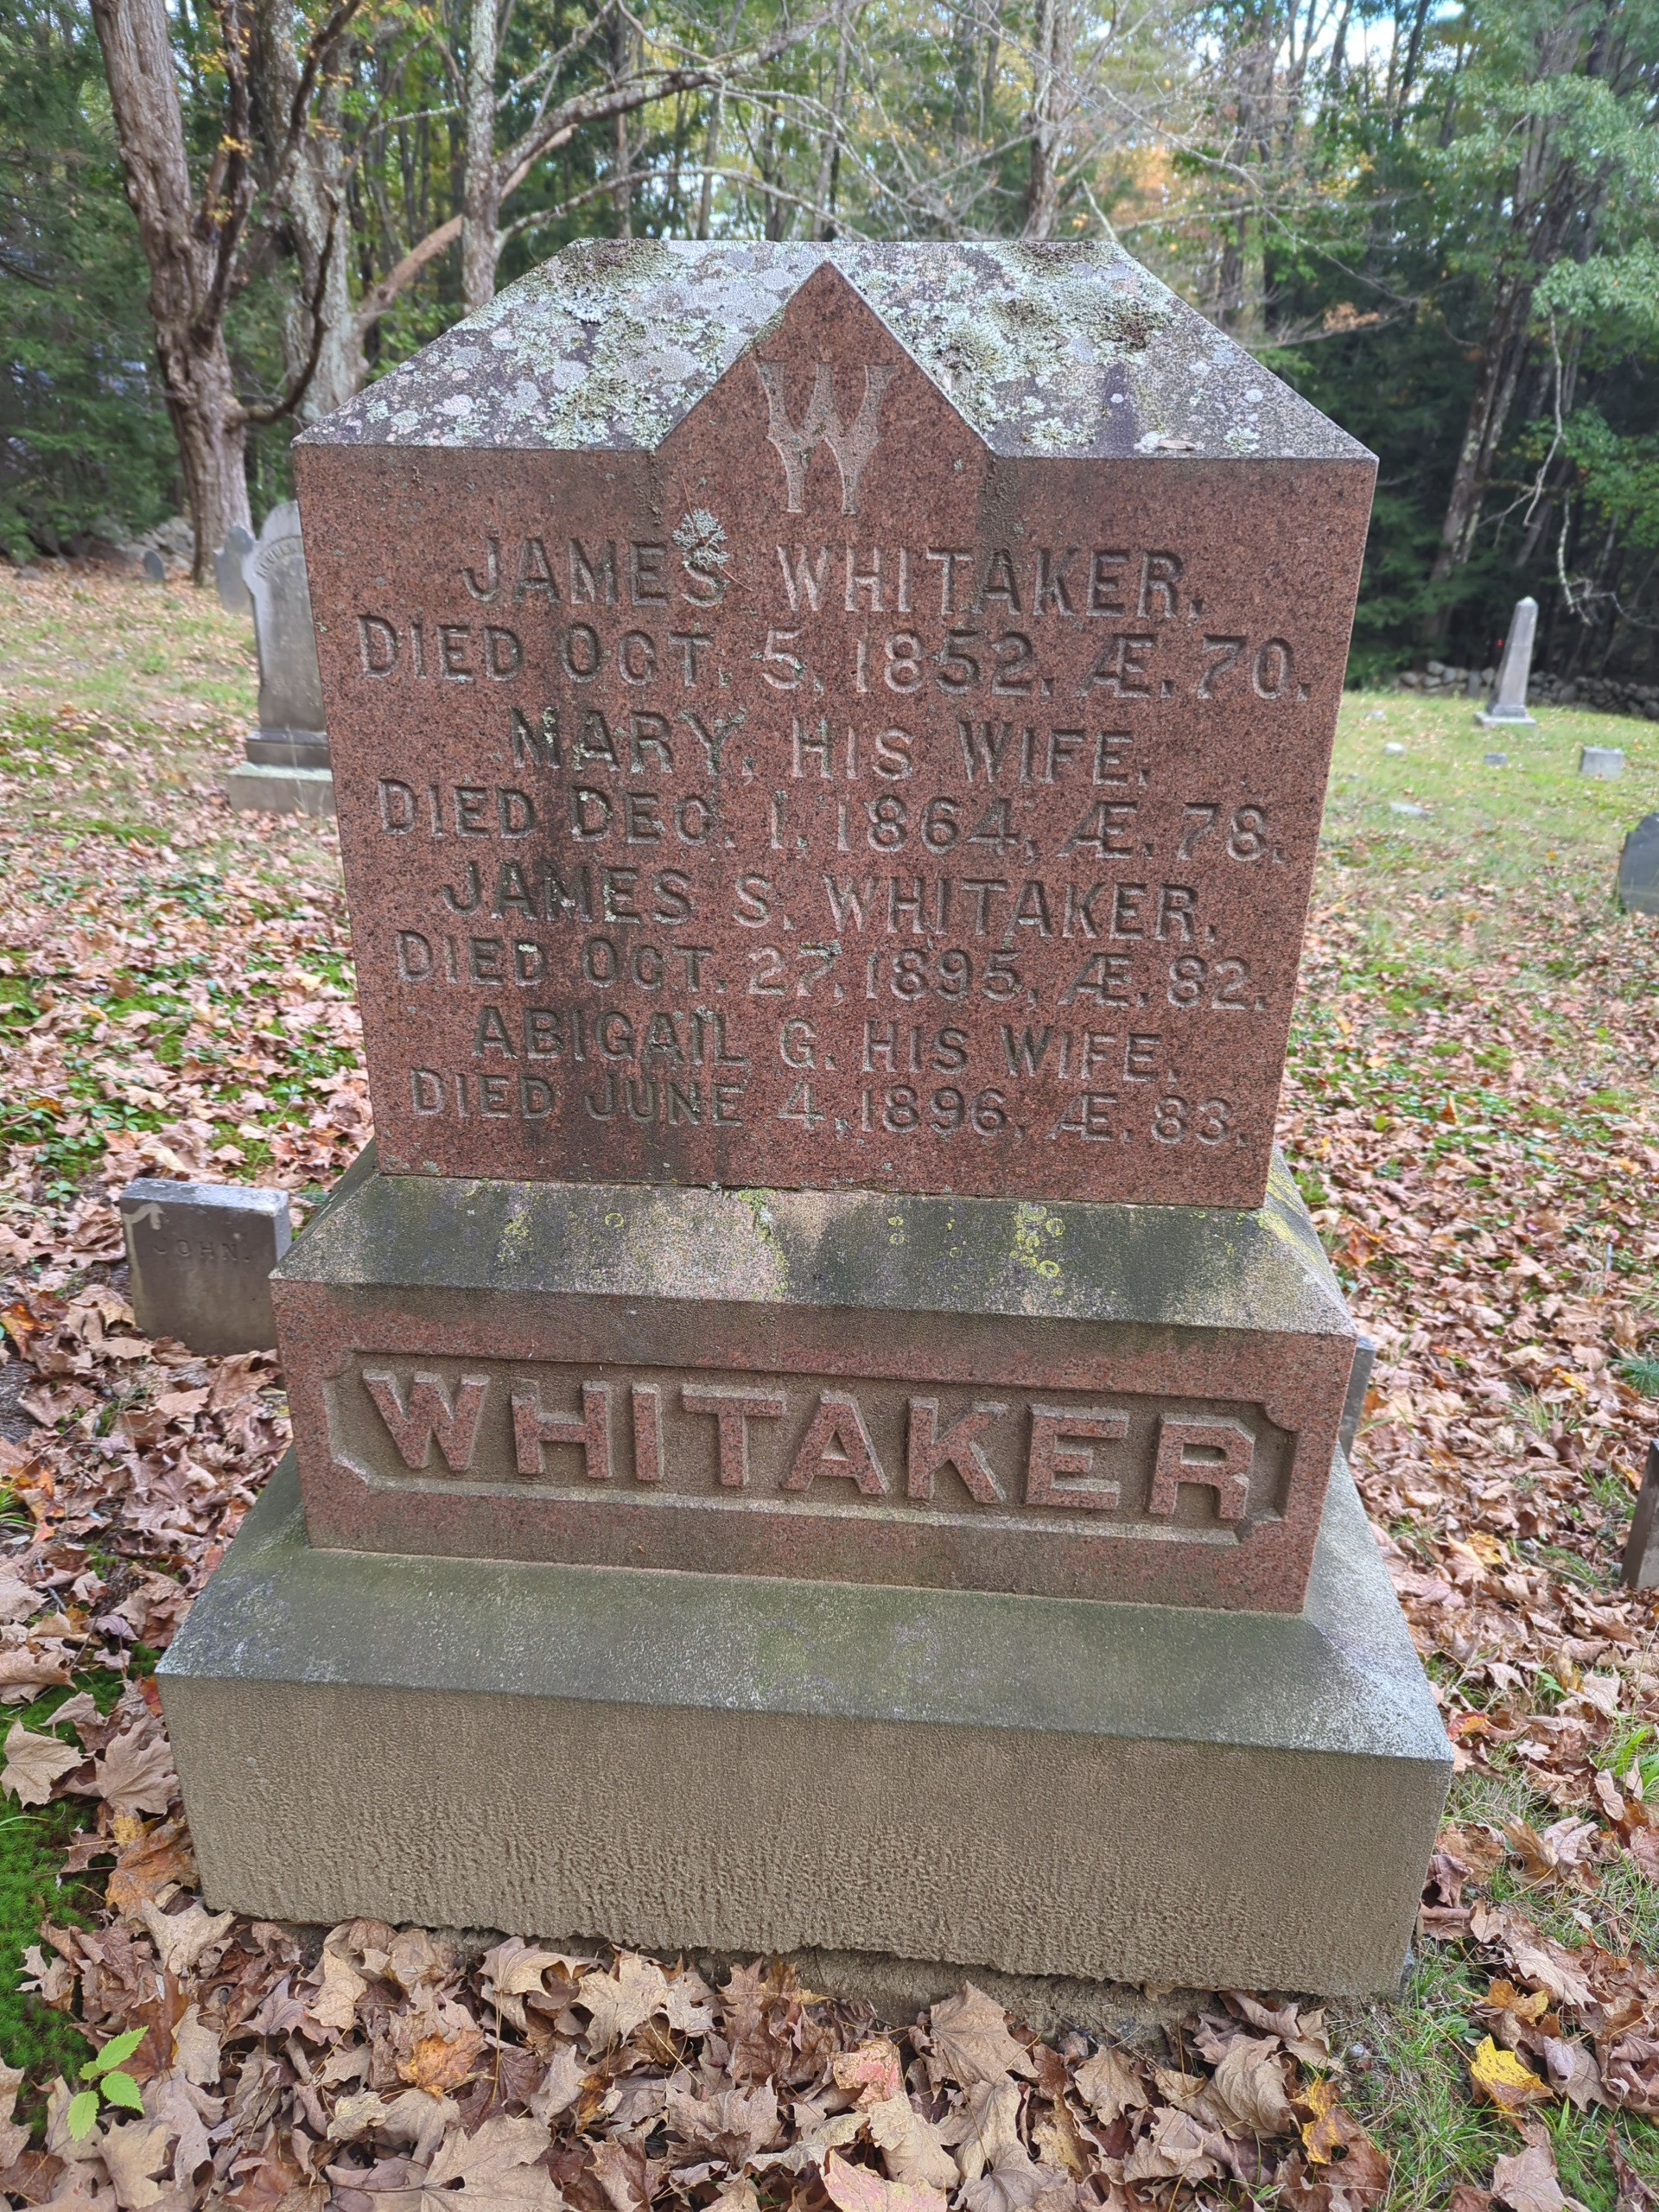 W
JAMES WHITAKER,
DIED OCT. 5, 1852, Æ. 70.
MARY, HIS WIFE,
DIED DEC. 1, 1864, Æ. 78.
JAMES S. WHITAKER,
DIED OCT. 27, 1895, Æ. 82.
ABIGAIL G. HIS WIFE,
DIED JUNE 4, 1896, Æ. 83.
JOHN.
WHITAKER